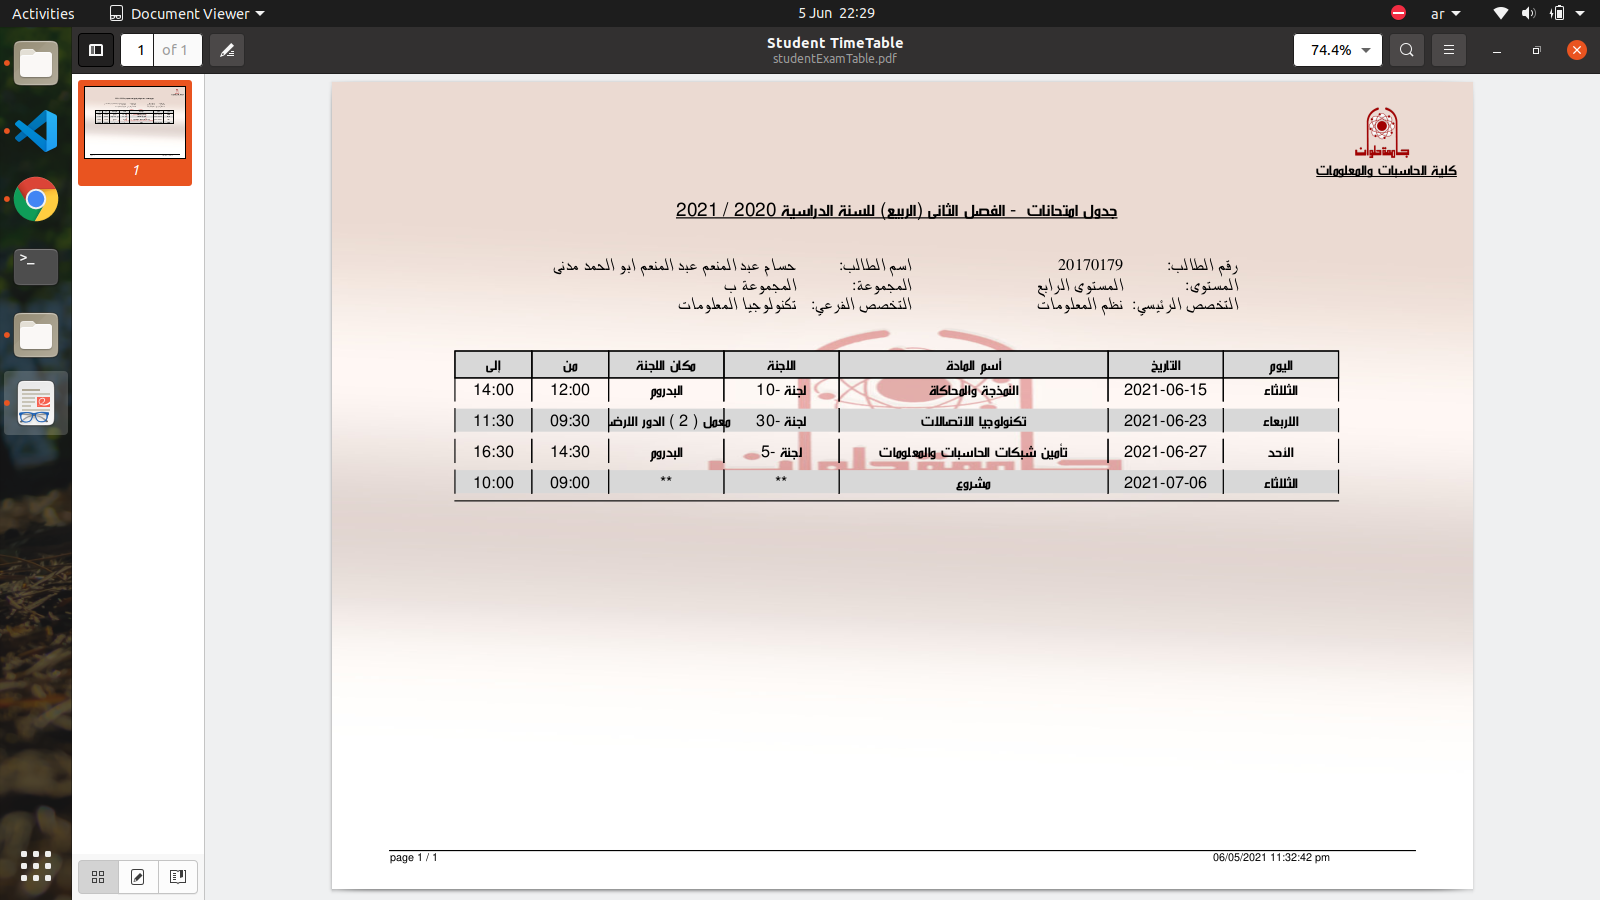 Activities Document Viewer 5 Jun 22:29 ar
1 of 1 Student TimeTable 74.4%
studentExamTable.pdf
1
جامعة حلوان
كلية الحاسبات والمعلومات
جدول امتحانات - الفصل الثانى (الربيع) للسنة الدراسية 2020 / 2021
رقم الطالب: 20170179 اسم الطالب: حسام عبد المنعم عبد المنعم ابو الحمد مدنى
المستوى: المستوى الرابع المجموعة: المجموعة ب
التخصص الرئيسي: نظم المعلومات التخصص الفرعي: تكنولوجيا المعلومات
اليوم التاريخ أسم المادة اللجنة مكان اللجنة من إلى
الثلاثاء 2021-06-15 النمذجة والمحاكاة لجنة -10 البدروم 12:00 14:00
الاربعاء 2021-06-23 تكنولوجيا الاتصالات لجنة -30 معمل ( 2 ) الدور الارض 09:30 11:30
الأحد 2021-06-27 تأمين شبكات الحاسبات والمعلومات لجنة -5 البدروم 14:30 16:30
الثلاثاء 2021-07-06 مشروع ** ** 09:00 10:00
جامعة حلوان
page 1 / 1 06/05/2021 11:32:42 pm